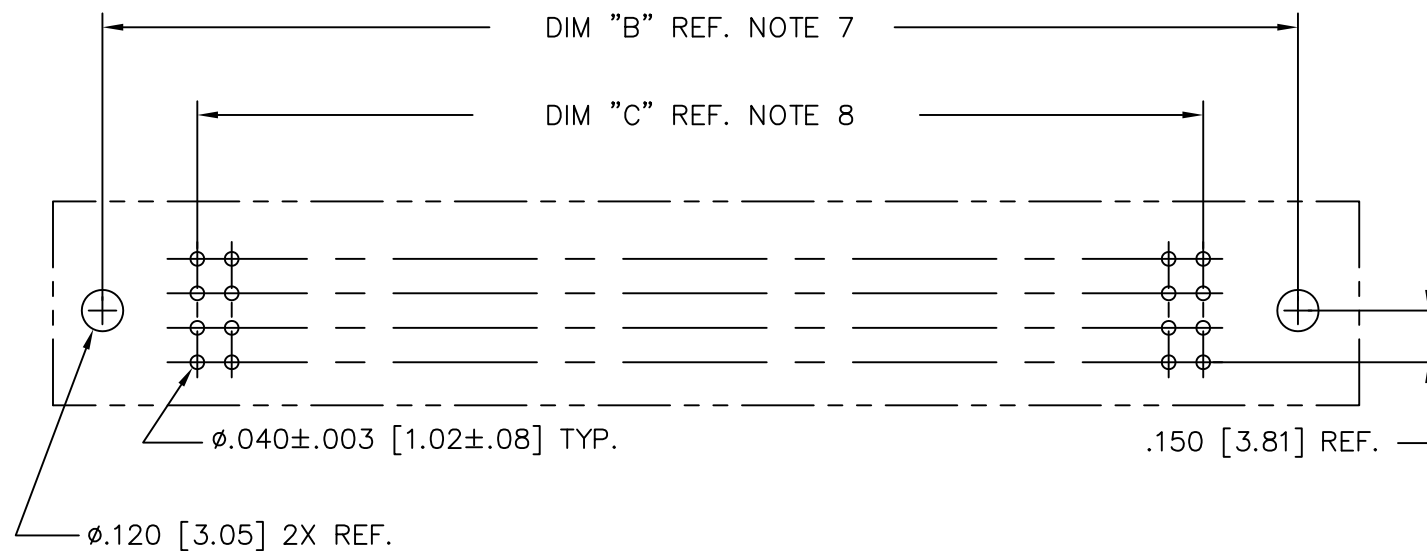 DIM "B" REF. NOTE 7
DIM "C" REF. NOTE 8
ø.040±.003 [1.02±.08] TYP.
.150 [3.81] REF.
ø.120 [3.05] 2X REF.